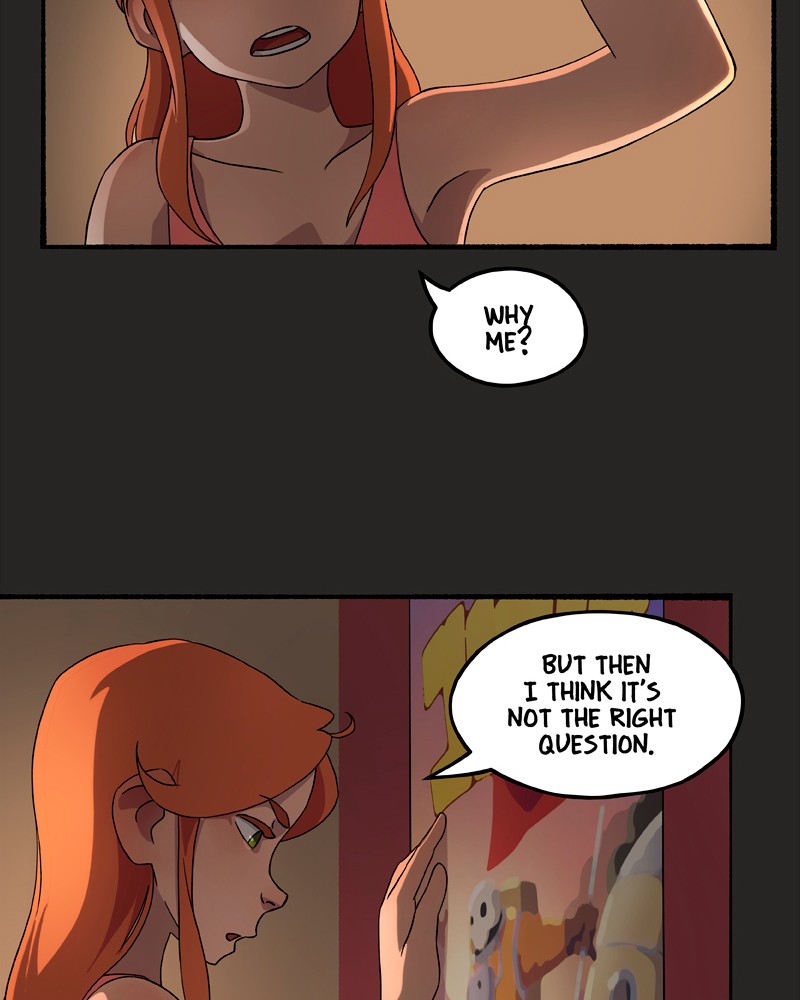 WHY
ME?
BUT THEN
I THINK IT'S
NOT THE RIGHT
QUESTION.